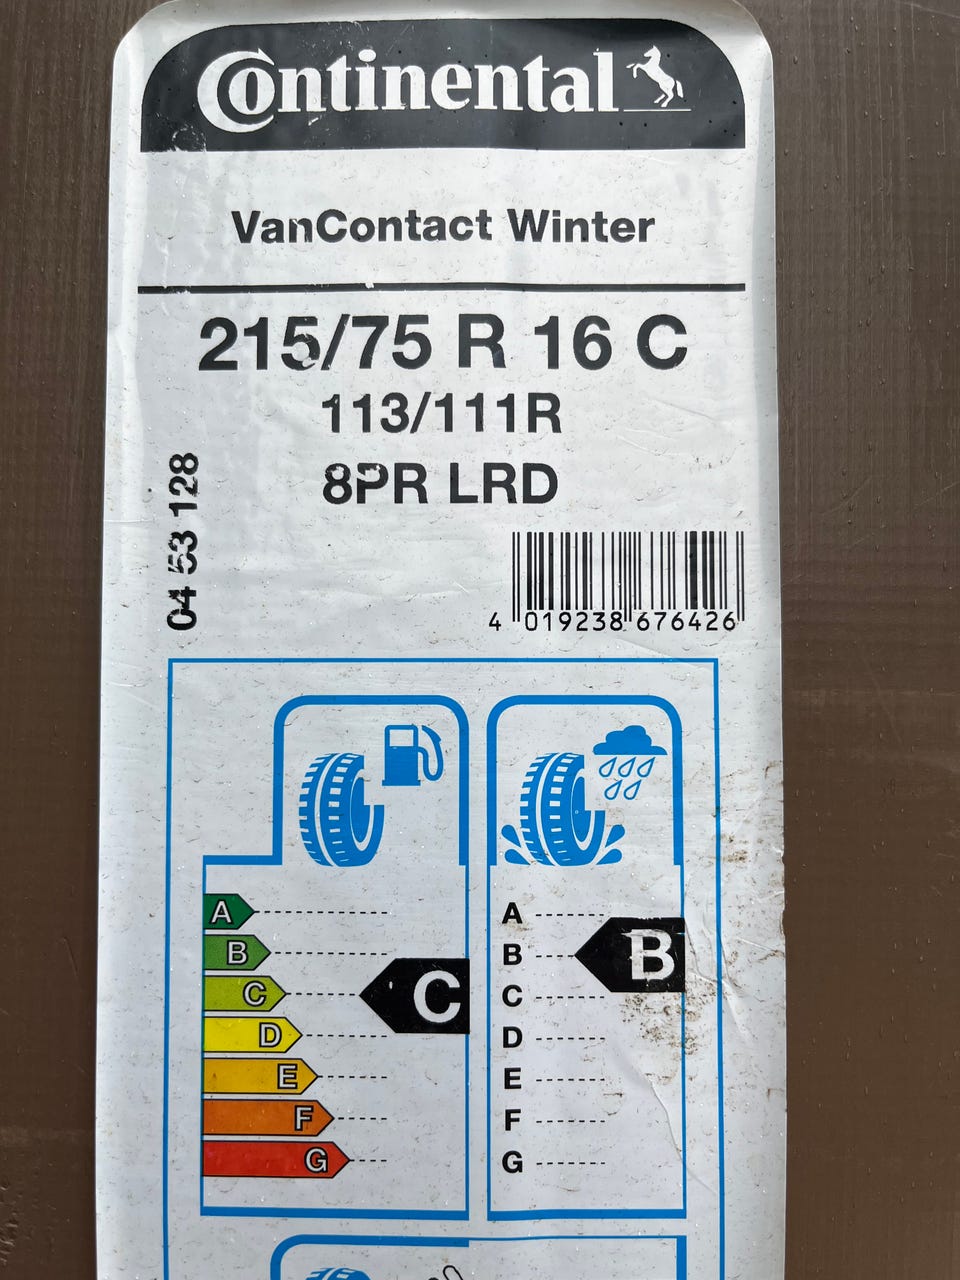 Continental
VanContact Winter
215/75 R 16 C
113/111R
8PR LRD
04 53 128
4 019238 676426
A
B
C
D
E
F
G
C
A
B
C
D
E
F
G
B